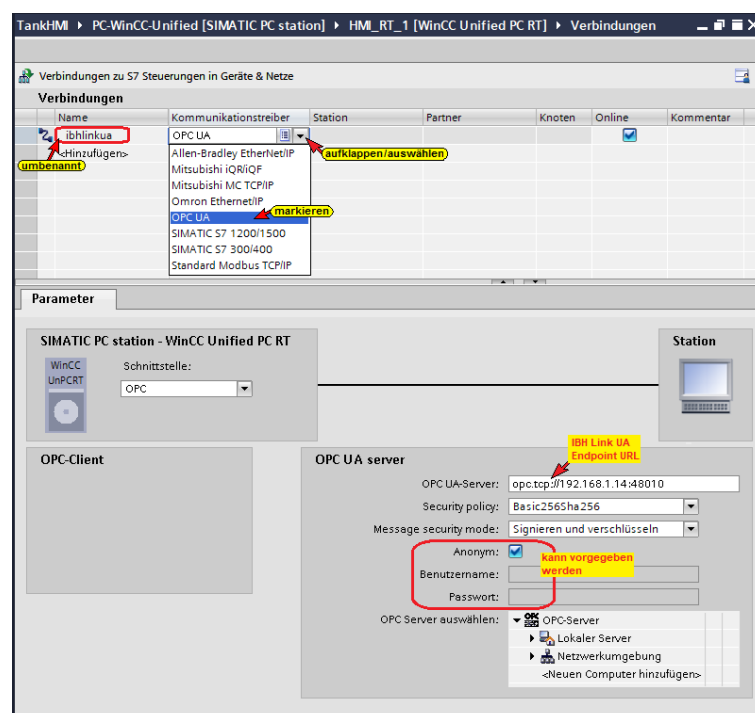 TankHMI ▸ PC-WinCC-Unified [SIMATIC PC station] ▸ HMI_RT_1 [WinCC Unified PC RT] ▸ Verbindungen
Verbindungen zu S7 Steuerungen in Geräte & Netze
Verbindungen
Name Kommunikationstreiber Station Partner Knoten Online Kommentar
ibhlinkua OPC UA
<Hinzufügen> Allen-Bradley EtherNet/IP aufklappen/auswählen
umbenannt Mitsubishi iQR/iQF
Mitsubishi MC TCP/IP
Omron Ethernet/IP
OPC UA markieren
SIMATIC S7 1200/1500
SIMATIC S7 300/400
Standard Modbus TCP/IP
Parameter
SIMATIC PC station - WinCC Unified PC RT Station
WinCC
UnPCRT
Schnittstelle:
OPC
OPC-Client
OPC UA server
IBH Link UA
Endpoint URL
OPC UA-Server: opc.tcp://192.168.1.14:48010
Security policy: Basic256Sha256
Message security mode: Signieren und verschlüsseln
Anonym:
kann vorgegeben
werden
Benutzername:
Passwort:
OPC Server auswählen: OPC-Server
Lokaler Server
Netzwerkumgebung
<Neuen Computer hinzufügen>